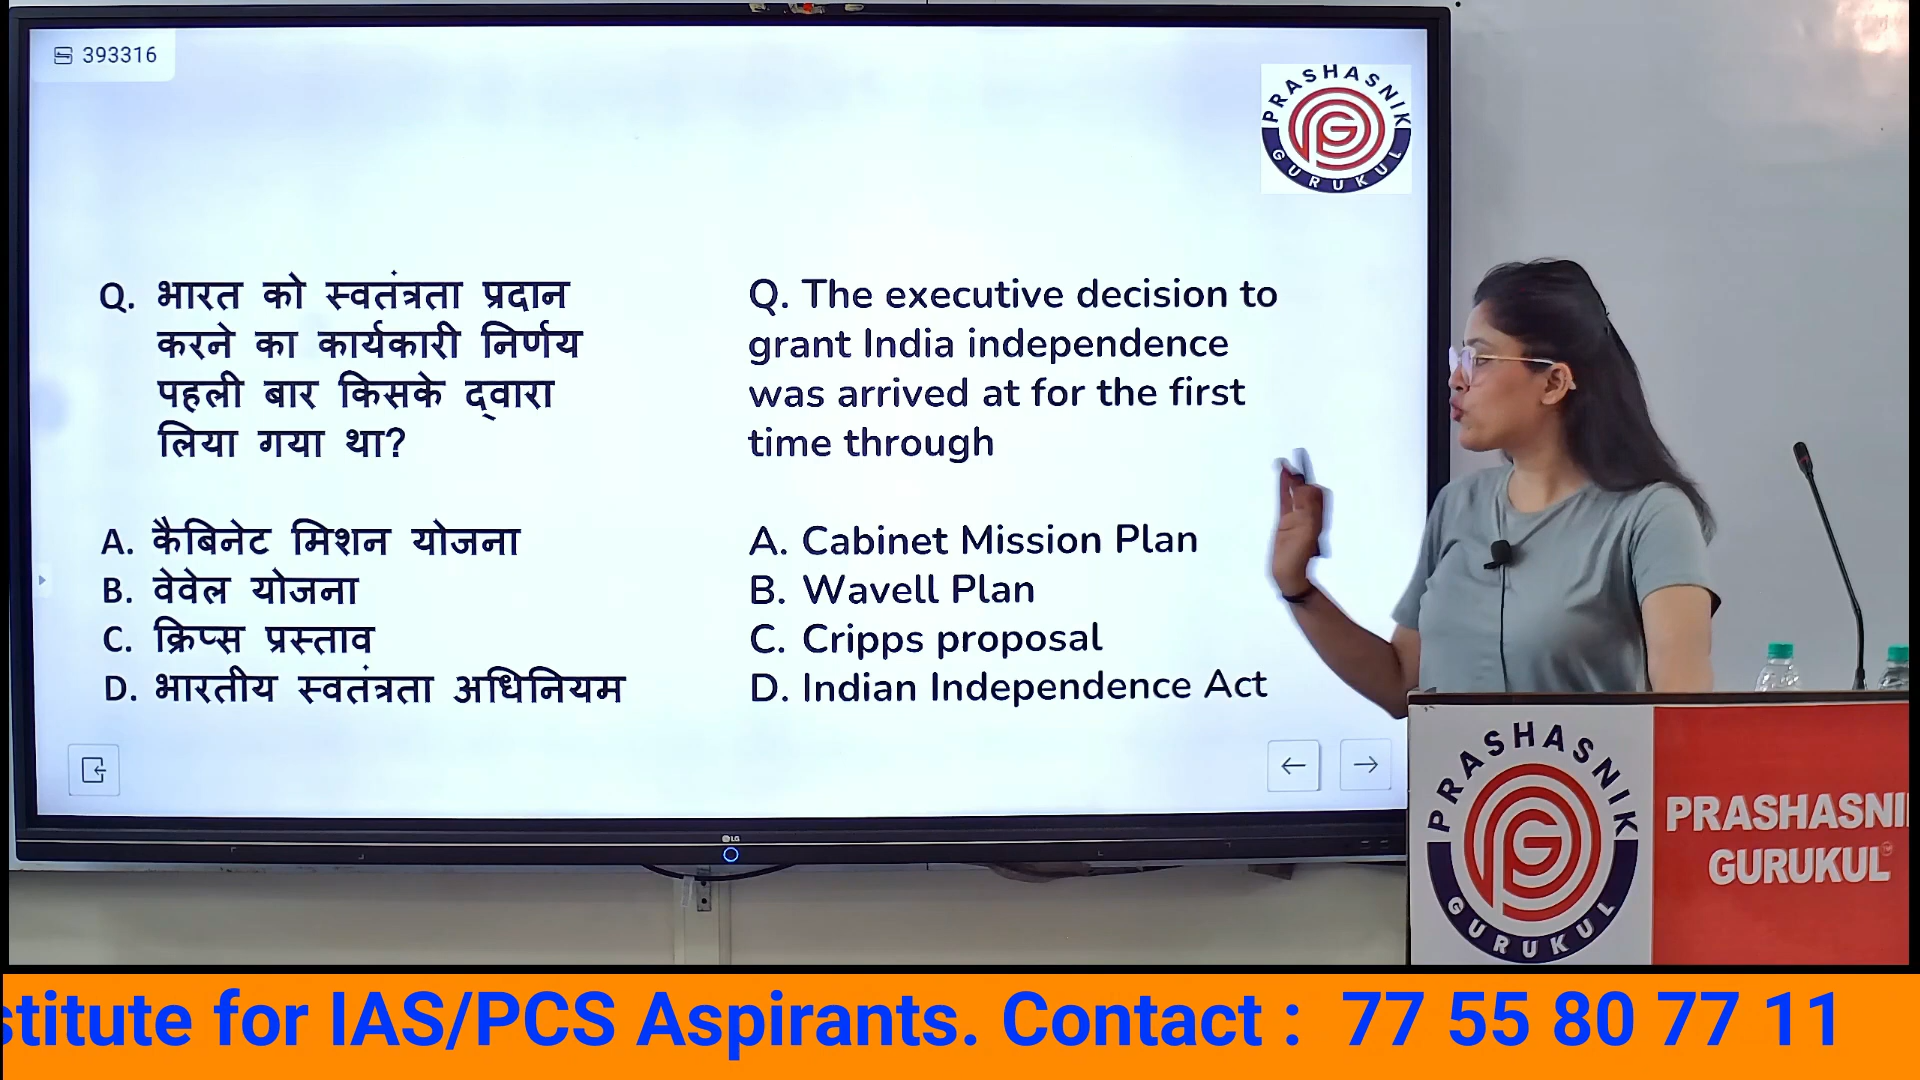 393316
PRASHASNIK
GURUKUL
Q. भारत को स्वतंत्रता प्रदान
करने का कार्यकारी निर्णय
पहली बार किसके द्वारा
लिया गया था?
A. कैबिनेट मिशन योजना
B. वेवेल योजना
C. क्रिप्स प्रस्ताव
D. भारतीय स्वतंत्रता अधिनियम
Q. The executive decision to
grant India independence
was arrived at for the first
time through
A. Cabinet Mission Plan
B. Wavell Plan
C. Cripps proposal
D. Indian Independence Act
LG
PRASHASNIK
GURUKUL
PRASHASNI
GURUKUL
stitute for IAS/PCS Aspirants. Contact : 77 55 80 77 11